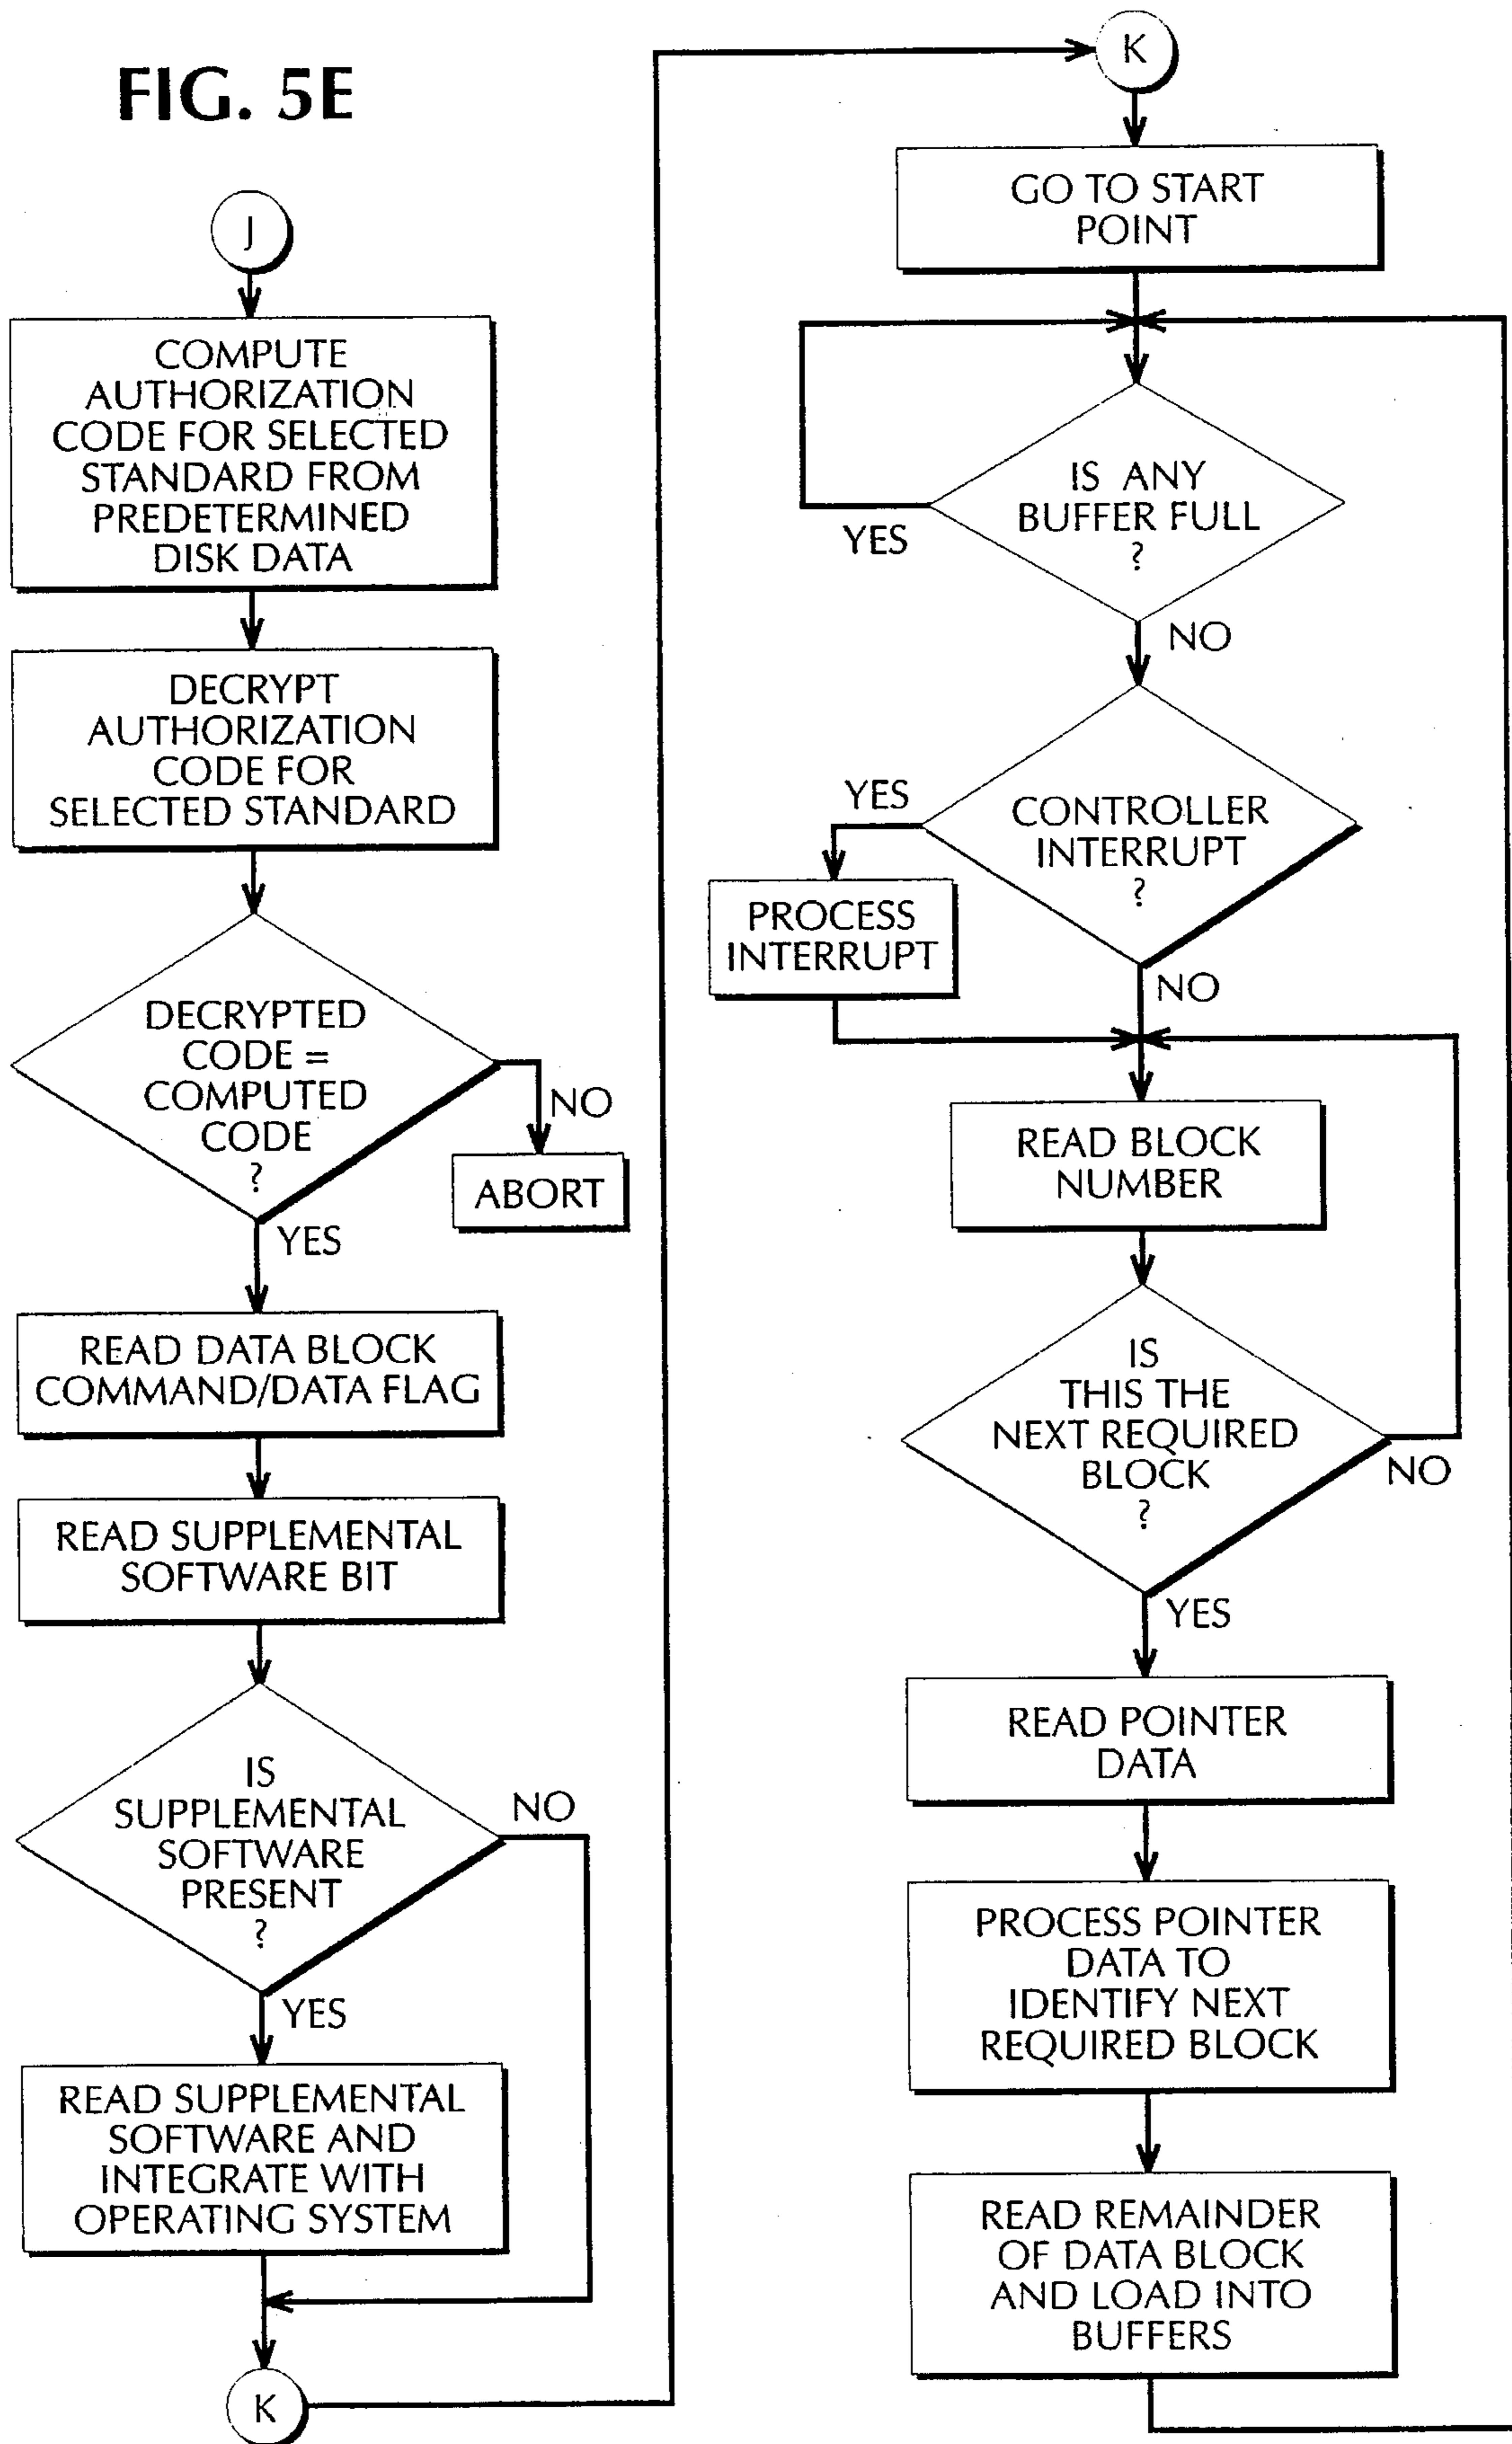 FIG. 5E
J
COMPUTE
AUTHORIZATION
CODE FOR SELECTED
STANDARD FROM
PREDETERMINED
DISK DATA
DECRYPT
AUTHORIZATION
CODE FOR
SELECTED STANDARD
DECRYPTED
CODE =
COMPUTED
CODE
?
NO
ABORT
YES
READ DATA BLOCK
COMMAND/DATA FLAG
READ SUPPLEMENTAL
SOFTWARE BIT
IS
SUPPLEMENTAL
SOFTWARE
PRESENT
?
NO
YES
READ SUPPLEMENTAL
SOFTWARE AND
INTEGRATE WITH
OPERATING SYSTEM
K
K
GO TO START
POINT
IS ANY
BUFFER FULL
?
YES
NO
CONTROLLER
INTERRUPT
?
YES
PROCESS
INTERRUPT
NO
READ BLOCK
NUMBER
IS
THIS THE
NEXT REQUIRED
BLOCK
?
NO
YES
READ POINTER
DATA
PROCESS POINTER
DATA TO
IDENTIFY NEXT
REQUIRED BLOCK
READ REMAINDER
OF DATA BLOCK
AND LOAD INTO
BUFFERS